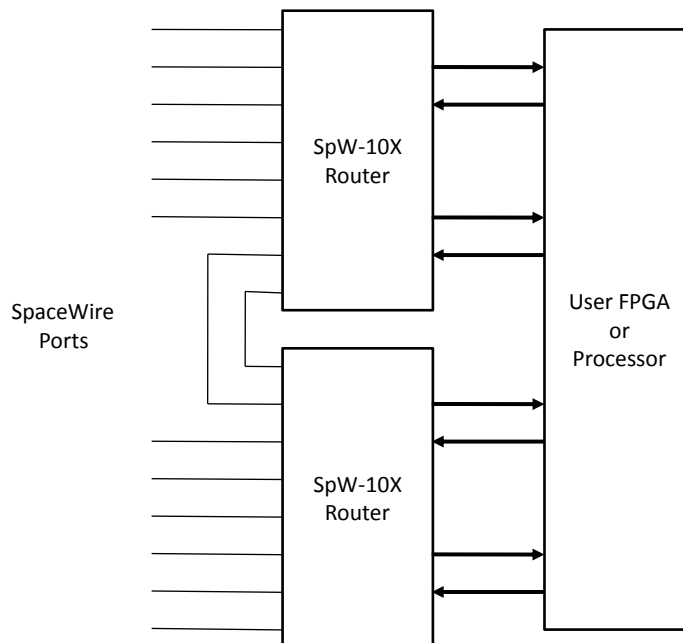 SpW-10X
Router
SpaceWire
Ports
User FPGA
or
Processor
SpW-10X
Router